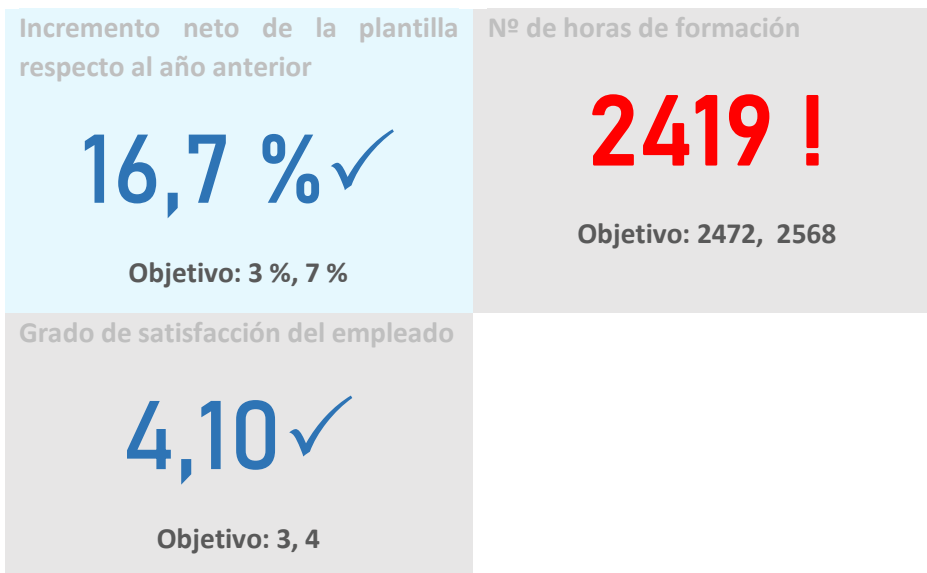 Incremento neto de la plantilla
respecto al año anterior
16,7 %✓
Objetivo: 3 %, 7 %
Nº de horas de formación
2419 !
Objetivo: 2472, 2568
Grado de satisfacción del empleado
4,10✓
Objetivo: 3, 4